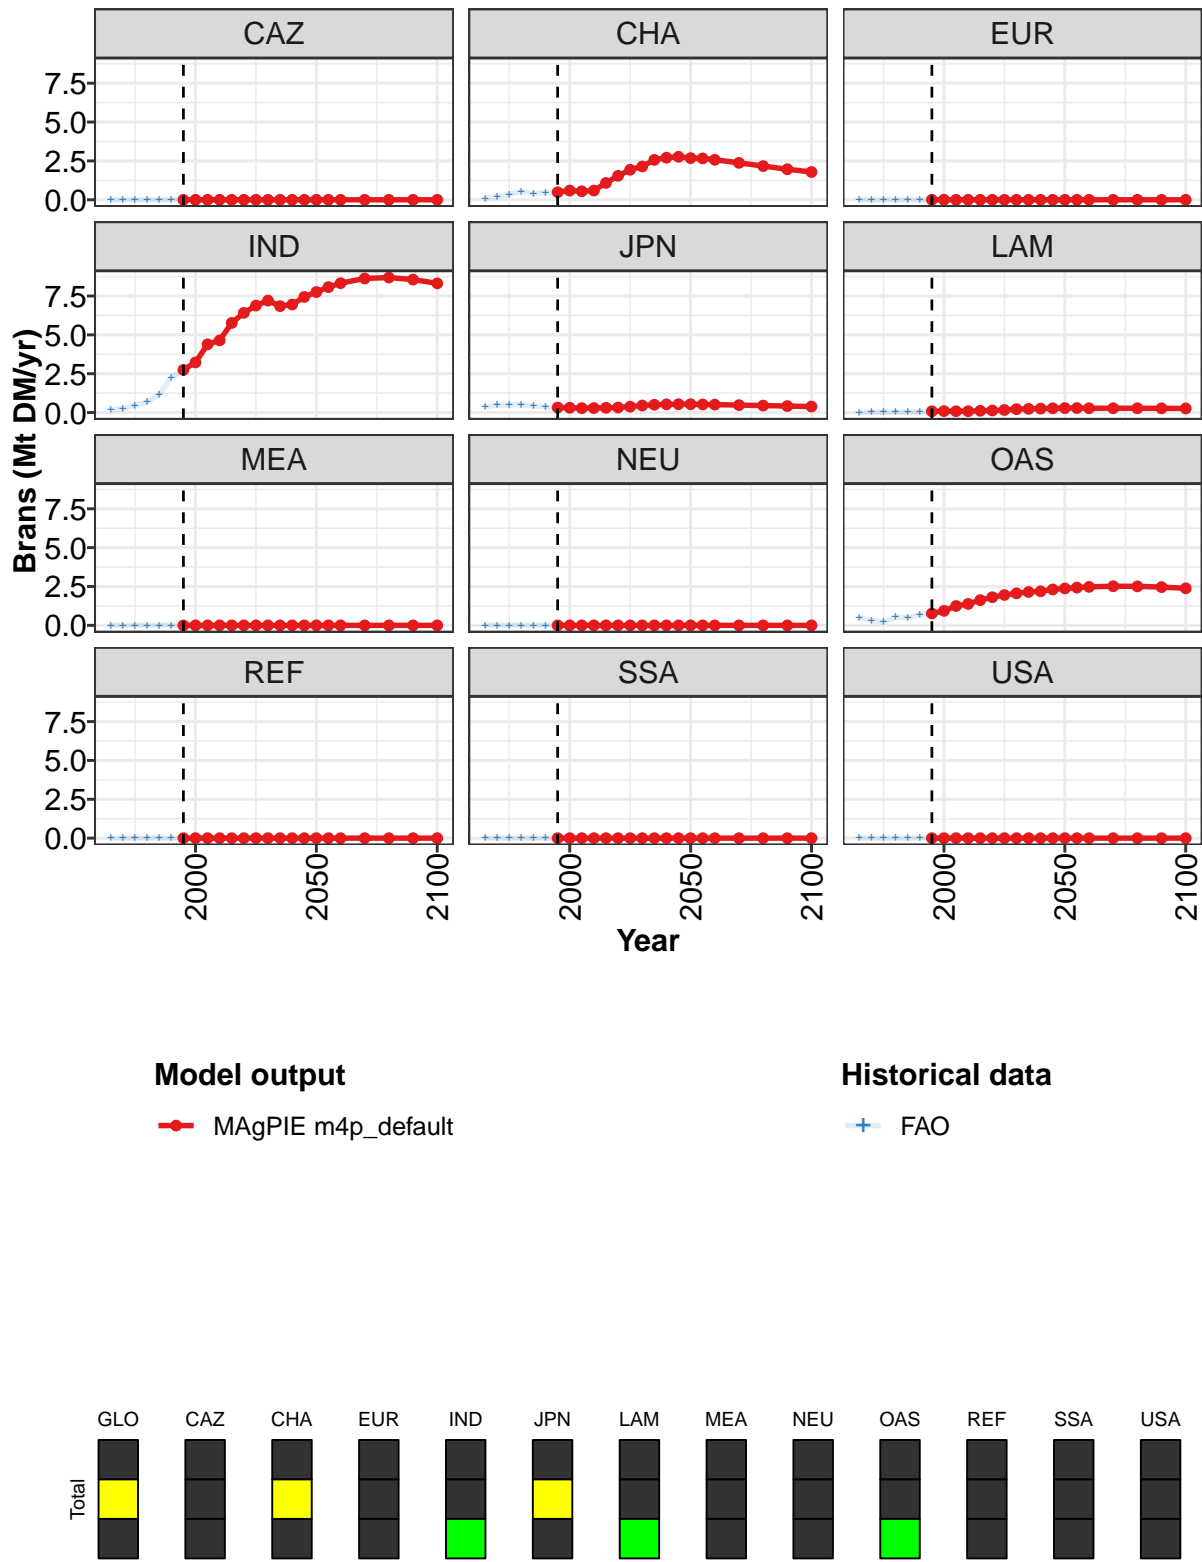 CAZ CHA EUR
7.5
5.0
2.5
0.0
IND JPN LAM
7.5
5.0
2.5
0.0
Brans (Mt DM/yr)
MEA NEU OAS
7.5
5.0
2.5
0.0
REF SSA USA
7.5
5.0
2.5
0.0
2000 2050 2100 2000 2050 2100 2000 2050 2100
Year
Model output Historical data
MAgPIE m4p_default FAO
GLO CAZ CHA EUR IND JPN LAM MEA NEU OAS REF SSA USA
Total